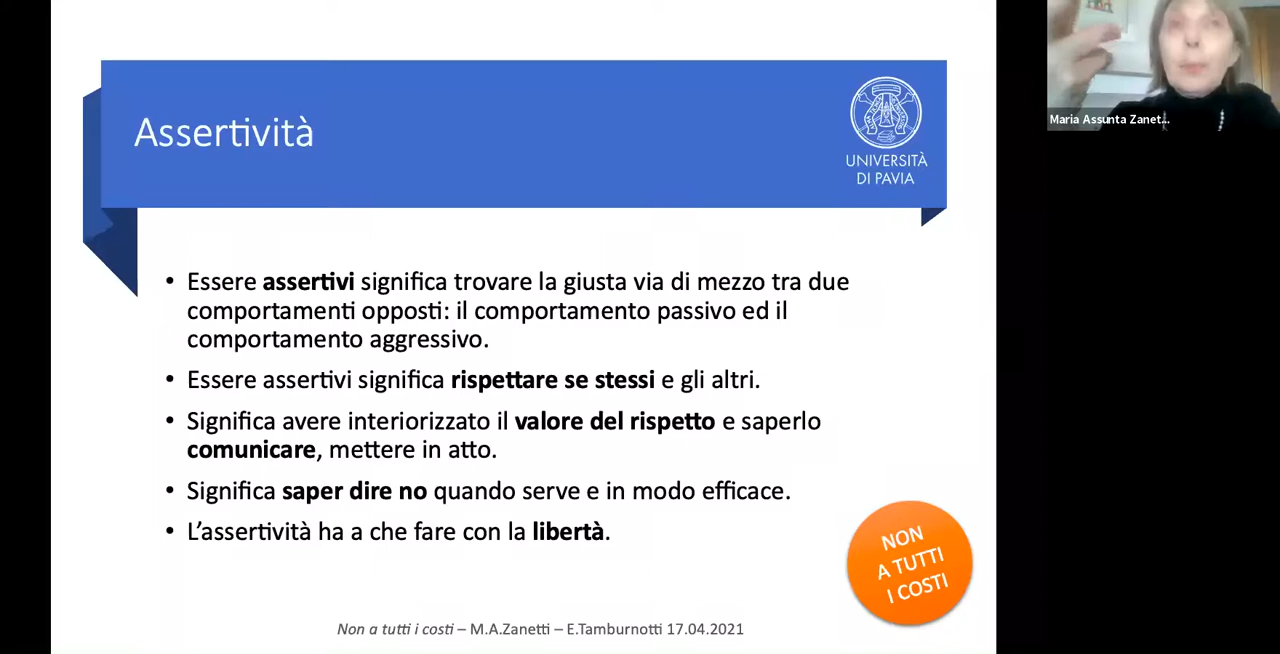 Assertività
UNIVERSITÀ
DI PAVIA
Maria Assunta Zanet...
• Essere assertivi significa trovare la giusta via di mezzo tra due
comportamenti opposti: il comportamento passivo ed il
comportamento aggressivo.
• Essere assertivi significa rispettare se stessi e gli altri.
• Significa avere interiorizzato il valore del rispetto e saperlo
comunicare, mettere in atto.
• Significa saper dire no quando serve e in modo efficace.
• L’assertività ha a che fare con la libertà.
NON
A TUTTI
I COSTI
Non a tutti i costi – M.A.Zanetti – E.Tamburnotti 17.04.2021